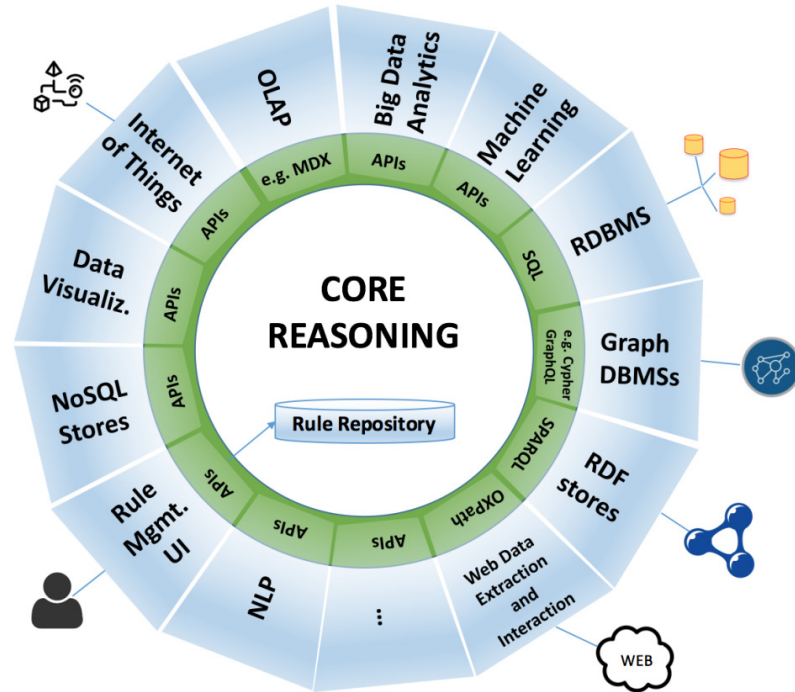 OLAP
e.g. MDX
Big Data
Analytics
APIs
Machine
Learning
APIs
RDBMS
SQL
Graph
DBMSs
e.g. Cypher
GraphQL
RDF
stores
SPARQL
Web Data
Extraction
and
Interaction
OXPath
WEB
...
APIs
NLP
APIs
Rule
Mgmt.
UI
APIs
NoSQL
Stores
APIs
Data
Visualiz.
APIs
Internet
of Things
APIs
CORE
REASONING
Rule Repository